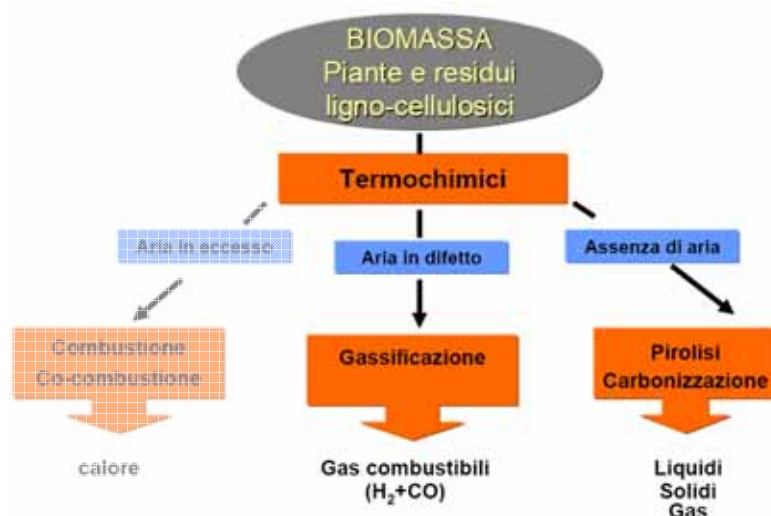 BIOMASSA
Piante e residui
ligno-cellulosici
Termochimici
Aria in eccesso
Aria in difetto
Assenza di aria
Combustione
Co-combustione
Gassificazione
Pirolisi
Carbonizzazione
calore
Gas combustibili
(H₂+CO)
Liquidi
Solidi
Gas